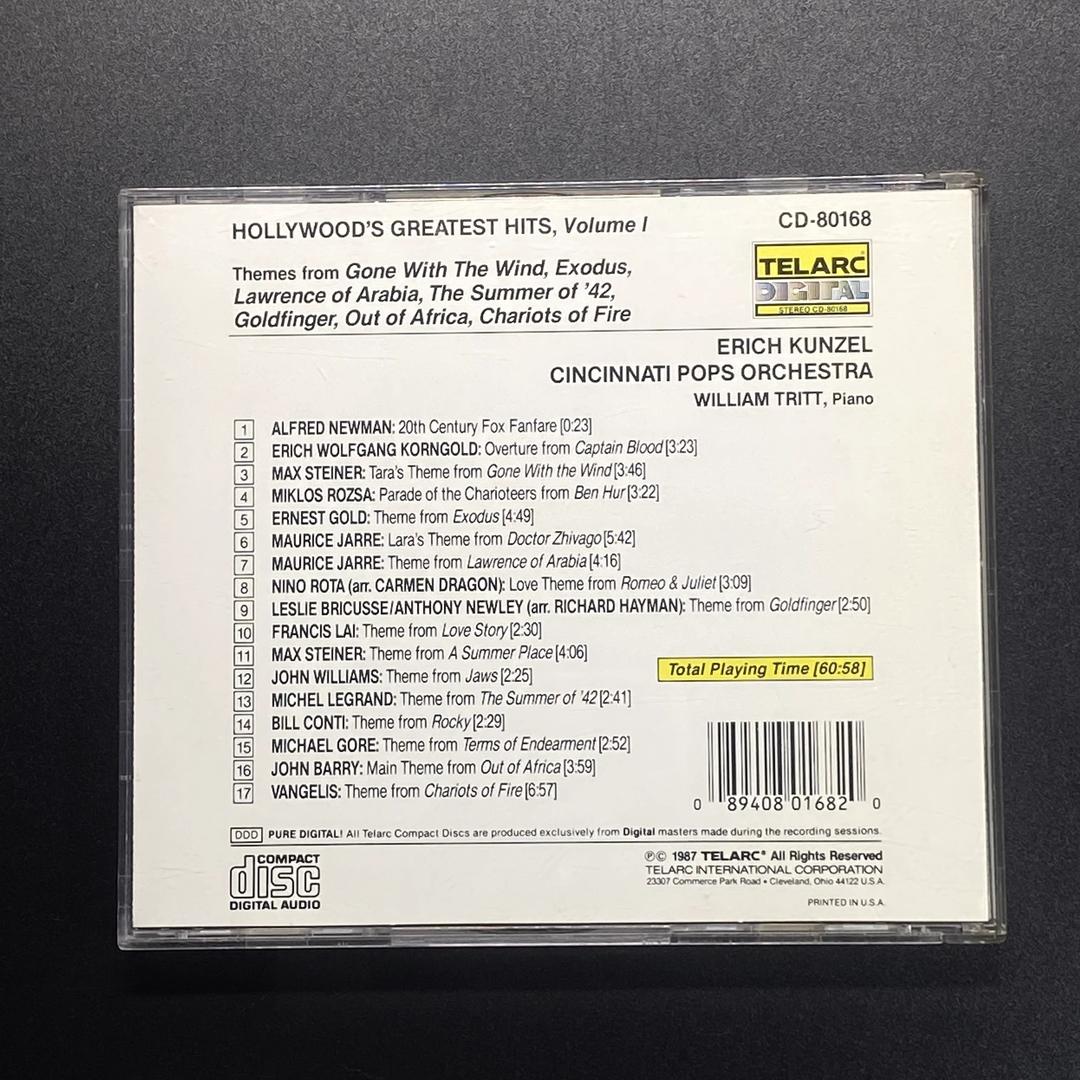 HOLLYWOOD'S GREATEST HITS, Volume I
CD-80168
Themes from Gone With The Wind, Exodus,
Lawrence of Arabia, The Summer of '42,
Goldfinger, Out of Africa, Chariots of Fire
TELARC
DIGITAL
STEREO CD-80168
ERICH KUNZEL
CINCINNATI POPS ORCHESTRA
WILLIAM TRITT, Piano
1 ALFRED NEWMAN: 20th Century Fox Fanfare [0:23]
2 ERICH WOLFGANG KORNGOLD: Overture from Captain Blood [3:23]
3 MAX STEINER: Tara's Theme from Gone With the Wind [3:46]
4 MIKLOS ROZSA: Parade of the Charioteers from Ben Hur [3:22]
5 ERNEST GOLD: Theme from Exodus [4:49]
6 MAURICE JARRE: Lara's Theme from Doctor Zhivago [5:42]
7 MAURICE JARRE: Theme from Lawrence of Arabia [4:16]
8 NINO ROTA (arr. CARMEN DRAGON): Love Theme from Romeo & Juliet [3:09]
9 LESLIE BRICUSSE/ANTHONY NEWLEY (arr. RICHARD HAYMAN): Theme from Goldfinger [2:50]
10 FRANCIS LAI: Theme from Love Story [2:30]
11 MAX STEINER: Theme from A Summer Place [4:06]
12 JOHN WILLIAMS: Theme from Jaws [2:25]
13 MICHEL LEGRAND: Theme from The Summer of '42 [2:41]
14 BILL CONTI: Theme from Rocky [2:29]
15 MICHAEL GORE: Theme from Terms of Endearment [2:52]
16 JOHN BARRY: Main Theme from Out of Africa [3:59]
17 VANGELIS: Theme from Chariots of Fire [6:57]
Total Playing Time [60:58]
0 89408 01682 0
DDD PURE DIGITAL! All Telarc Compact Discs are produced exclusively from Digital masters made during the recording sessions.
COMPACT
disc
DIGITAL AUDIO
℗© 1987 TELARC® All Rights Reserved
TELARC INTERNATIONAL CORPORATION
23307 Commerce Park Road • Cleveland, Ohio 44122 U.S.A.
PRINTED IN U.S.A.